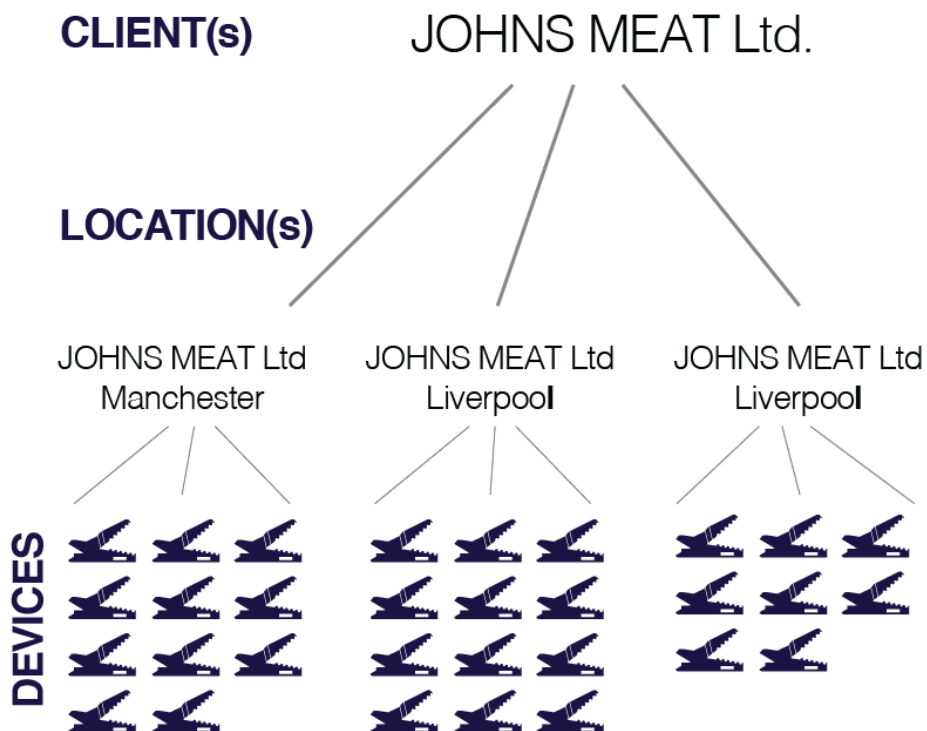 CLIENT(s)
JOHNS MEAT Ltd.
LOCATION(s)
JOHNS MEAT Ltd
Manchester
JOHNS MEAT Ltd
Liverpool
JOHNS MEAT Ltd
Liverpool
DEVICES